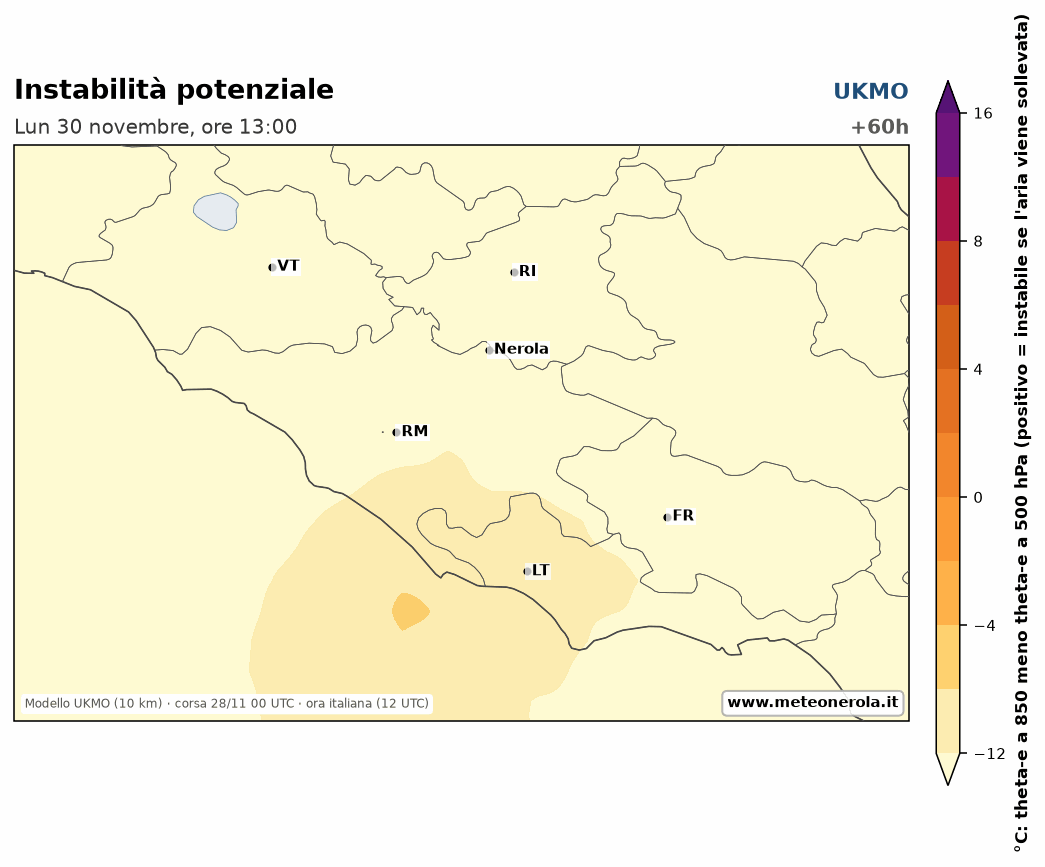 Instabilità potenziale
UKMO
Lun 30 novembre, ore 13:00
+60h
VT
RI
Nerola
RM
FR
LT
Modello UKMO (10 km) · corsa 28/11 00 UTC · ora italiana (12 UTC)
www.meteonerola.it
16
8
4
0
−4
−12
°C: theta-e a 850 meno theta-e a 500 hPa (positivo = instabile se l'aria viene sollevata)